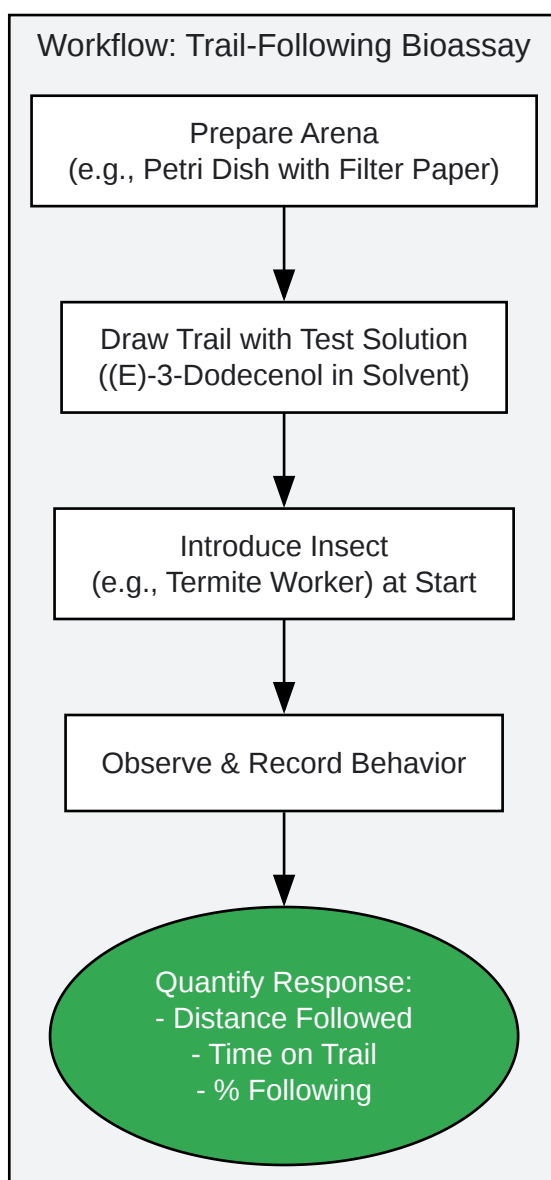 Workflow: Trail-Following Bioassay
Prepare Arena
(e.g., Petri Dish with Filter Paper)
Draw Trail with Test Solution
((E)-3-Dodecenol in Solvent)
Introduce Insect
(e.g., Termite Worker) at Start
Observe & Record Behavior
Quantify Response:
- Distance Followed
- Time on Trail
- % Following